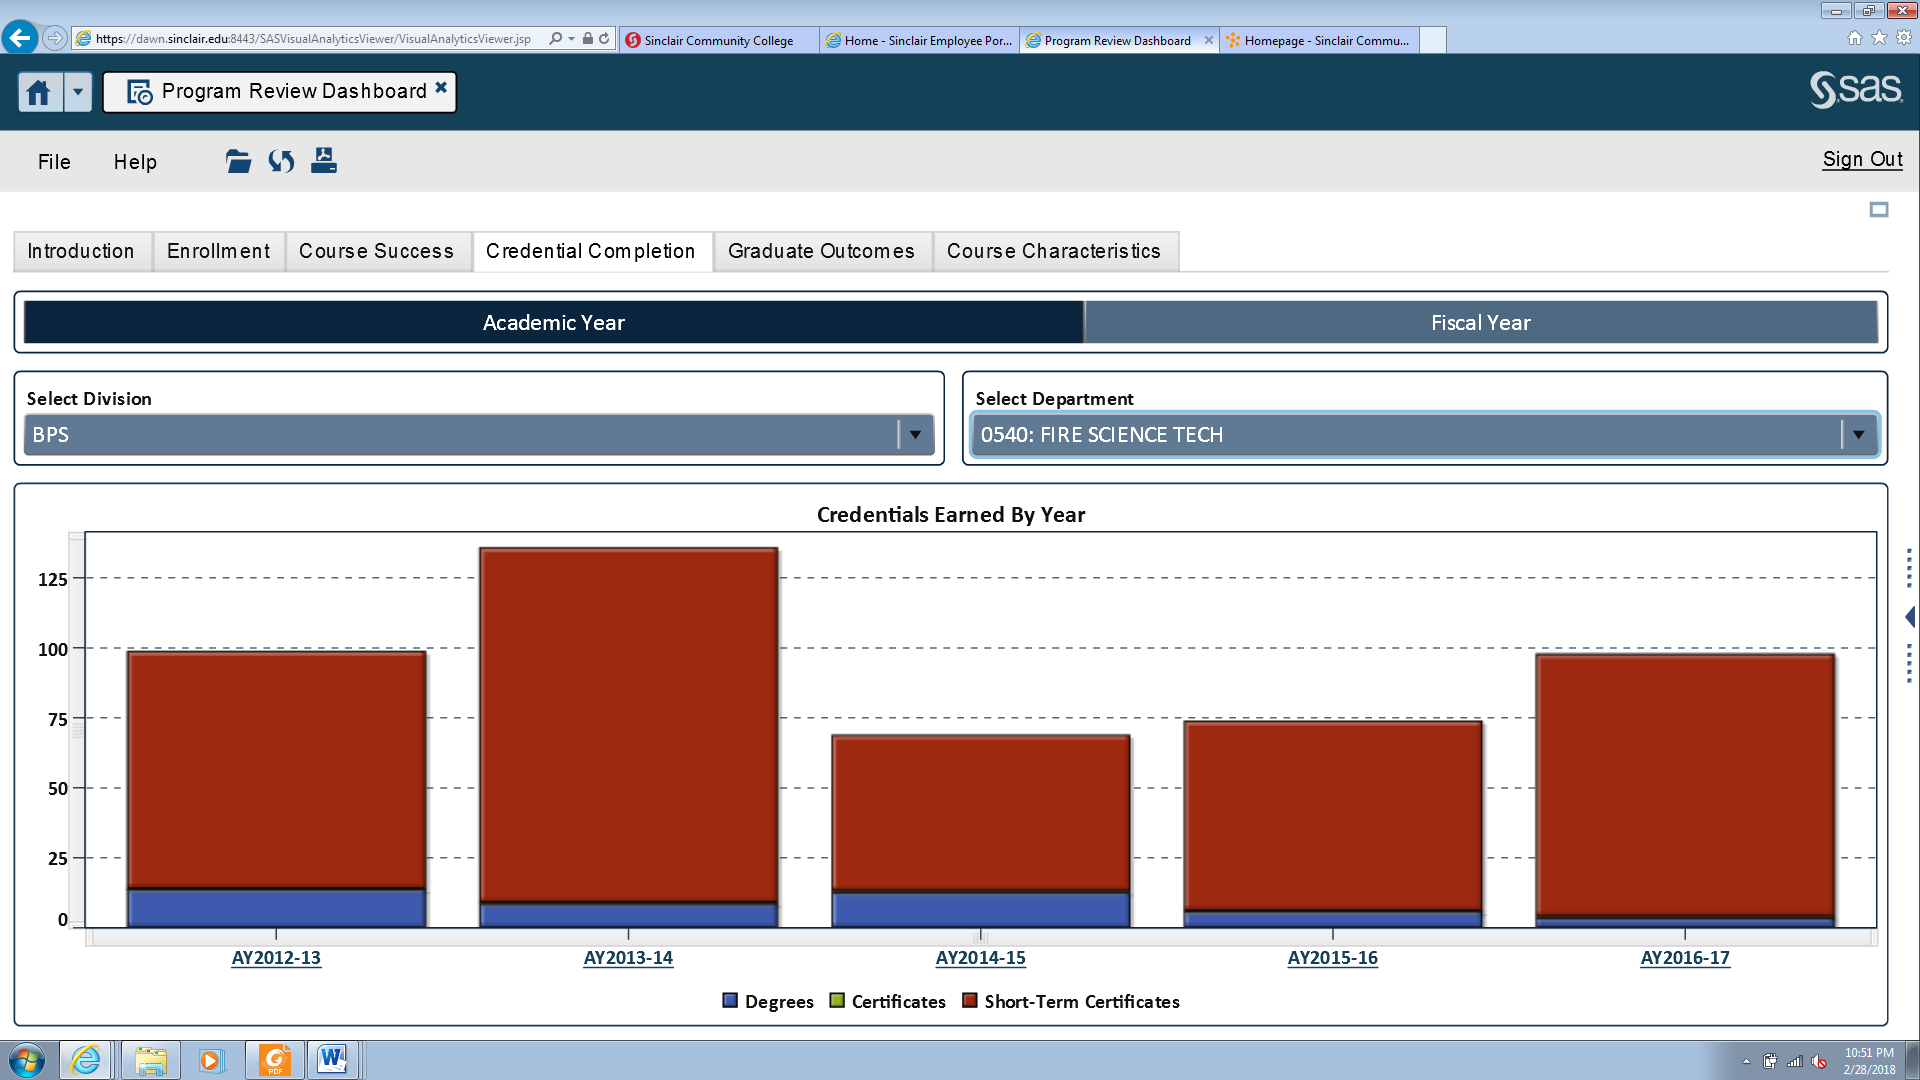 https://dawn.sinclair.edu:8443/SASVisualAnalyticsViewer/VisualAnalyticsViewer.jsp
Sinclair Community College
Home - Sinclair Employee Por...
Program Review Dashboard
Homepage - Sinclair Commu...
Program Review Dashboard
sas
File Help
Sign Out
Introduction Enrollment Course Success Credential Completion Graduate Outcomes Course Characteristics
Academic Year Fiscal Year
Select Division
BPS
Select Department
0540: FIRE SCIENCE TECH
Credentials Earned By Year
125
100
75
50
25
0
AY2012-13 AY2013-14 AY2014-15 AY2015-16 AY2016-17
Degrees Certificates Short-Term Certificates
PDF
W
10:51 PM
2/28/2018